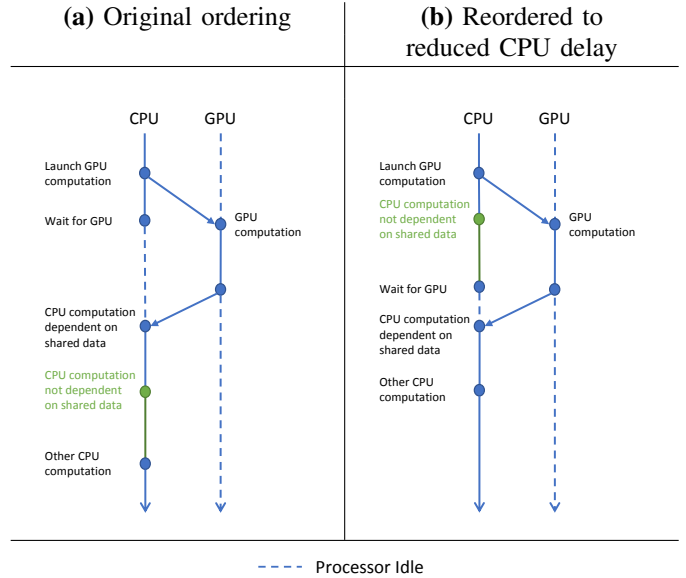 (a) Original ordering
(b) Reordered to
reduced CPU delay
CPU
GPU
Launch GPU
computation
Wait for GPU
GPU
computation
CPU computation
dependent on
shared data
CPU computation
not dependent
on shared data
Other CPU
computation
CPU
GPU
Launch GPU
computation
CPU computation
not dependent
on shared data
GPU
computation
Wait for GPU
CPU computation
dependent on
shared data
Other CPU
computation
Processor Idle